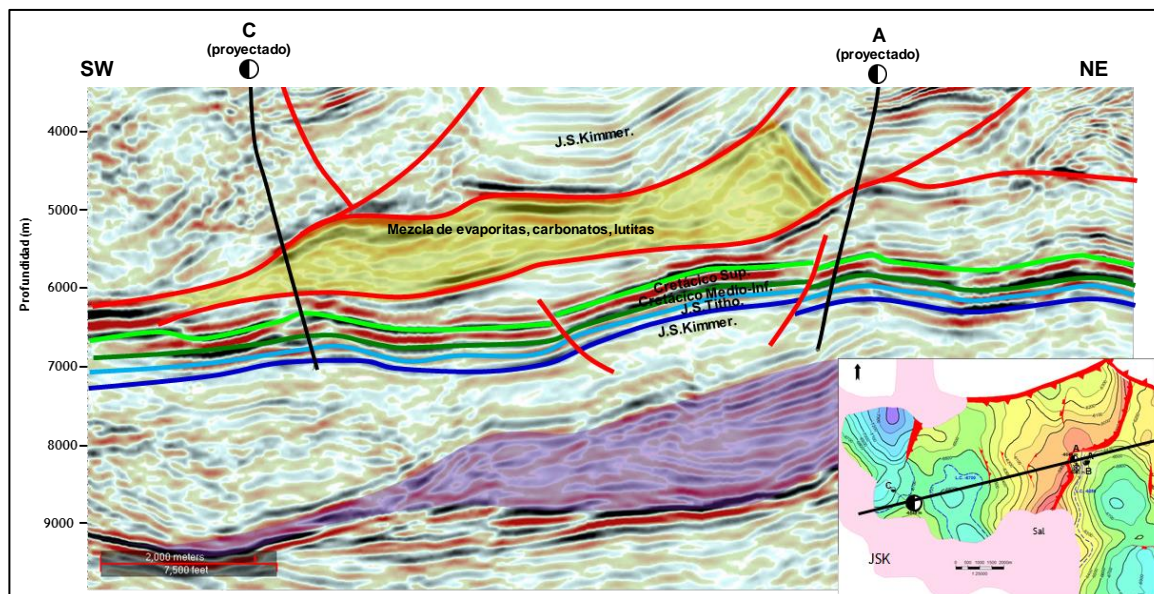 C
(proyectado)
A
(proyectado)
SW
NE
4000
5000
6000
7000
8000
9000
Profundidad (m)
J.S.Kimmer.
Mezcla de evaporitas, carbonatos, lutitas
Cretácico Sup.
Cretácico Medio-Inf.
J.S.Titho.
J.S.Kimmer.
2,000 meters
7,500 feet
A
B
C
Sal
JSK